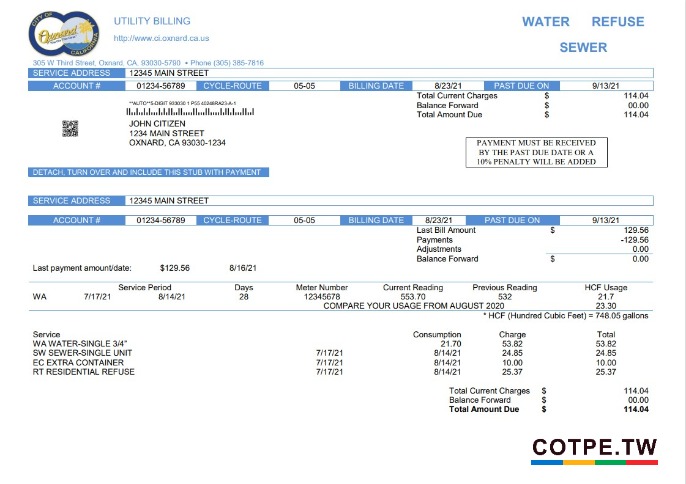 CITY OF
Oxnard
CALIFORNIA
UTILITY BILLING
http://www.ci.oxnard.ca.us
WATER REFUSE
SEWER
305 W Third Street, Oxnard, CA. 93030-5790 • Phone (305) 385-7816
SERVICE ADDRESS 12345 MAIN STREET
ACCOUNT # 01234-56789 CYCLE-ROUTE 05-05 BILLING DATE 8/23/21 PAST DUE ON 9/13/21
Total Current Charges $ 114.04
Balance Forward $ 00.00
Total Amount Due $ 114.04
**AUTO**5-DIGIT 933030 1 P55 40248RA23-A-1
JOHN CITIZEN
1234 MAIN STREET
OXNARD, CA 93030-1234
PAYMENT MUST BE RECEIVED
BY THE PAST DUE DATE OR A
10% PENALTY WILL BE ADDED
DETACH, TURN OVER AND INCLUDE THIS STUB WITH PAYMENT
SERVICE ADDRESS 12345 MAIN STREET
ACCOUNT # 01234-56789 CYCLE-ROUTE 05-05 BILLING DATE 8/23/21 PAST DUE ON 9/13/21
Last Bill Amount $ 129.56
Payments -129.56
Adjustments 0.00
Balance Forward $ 0.00
Last payment amount/date: $129.56 8/16/21
Service Period Days Meter Number Current Reading Previous Reading HCF Usage
WA 7/17/21 8/14/21 28 12345678 553.70 532 21.7
COMPARE YOUR USAGE FROM AUGUST 2020 23.30
* HCF (Hundred Cubic Feet) = 748.05 gallons
Service Consumption Charge Total
WA WATER-SINGLE 3/4" 21.70 53.82 53.82
SW SEWER-SINGLE UNIT 7/17/21 8/14/21 24.85 24.85
EC EXTRA CONTAINER 7/17/21 8/14/21 10.00 10.00
RT RESIDENTIAL REFUSE 7/17/21 8/14/21 25.37 25.37
Total Current Charges $ 114.04
Balance Forward $ 00.00
Total Amount Due $ 114.04
COTPE.TW